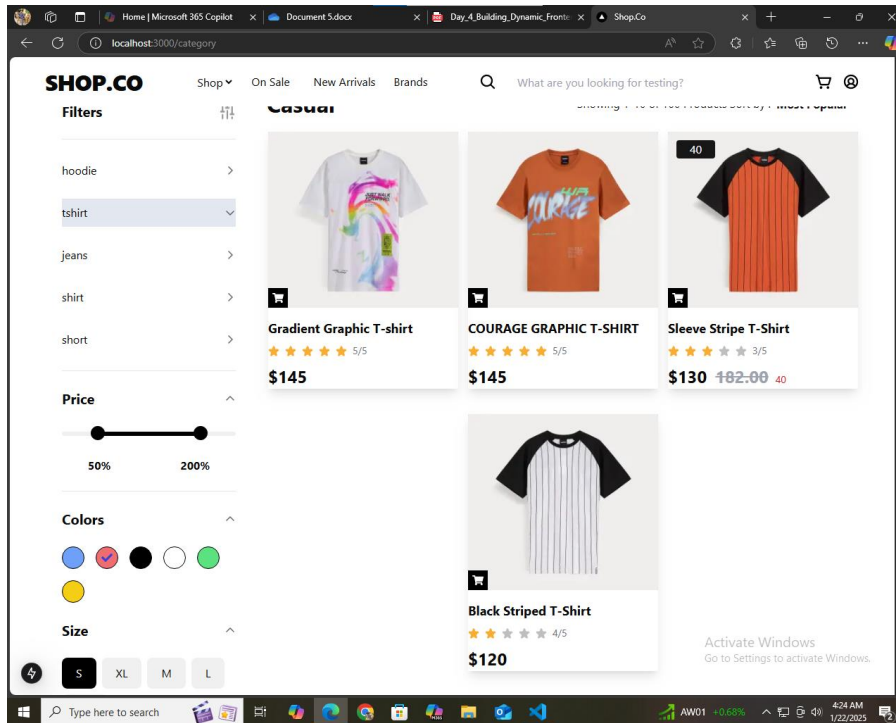 Home | Microsoft 365 Copilot
Document 5.docx
Day_4_Building_Dynamic_Fronte
Shop.Co
localhost:3000/category
SHOP.CO
Shop
On Sale
New Arrivals
Brands
What are you looking for testing?
Filters
Casual
hoodie
tshirt
jeans
shirt
short
Price
50%
200%
Colors
Size
S
XL
M
L
JUST WALK
FORWARD
Gradient Graphic T-shirt
5/5
$145
COURAGE
COURAGE GRAPHIC T-SHIRT
5/5
$145
40
Sleeve Stripe T-Shirt
3/5
$130 182.00 40
Black Striped T-Shirt
4/5
$120
Activate Windows
Go to Settings to activate Windows.
Type here to search
AW01 +0.68%
4:24 AM
1/22/2025